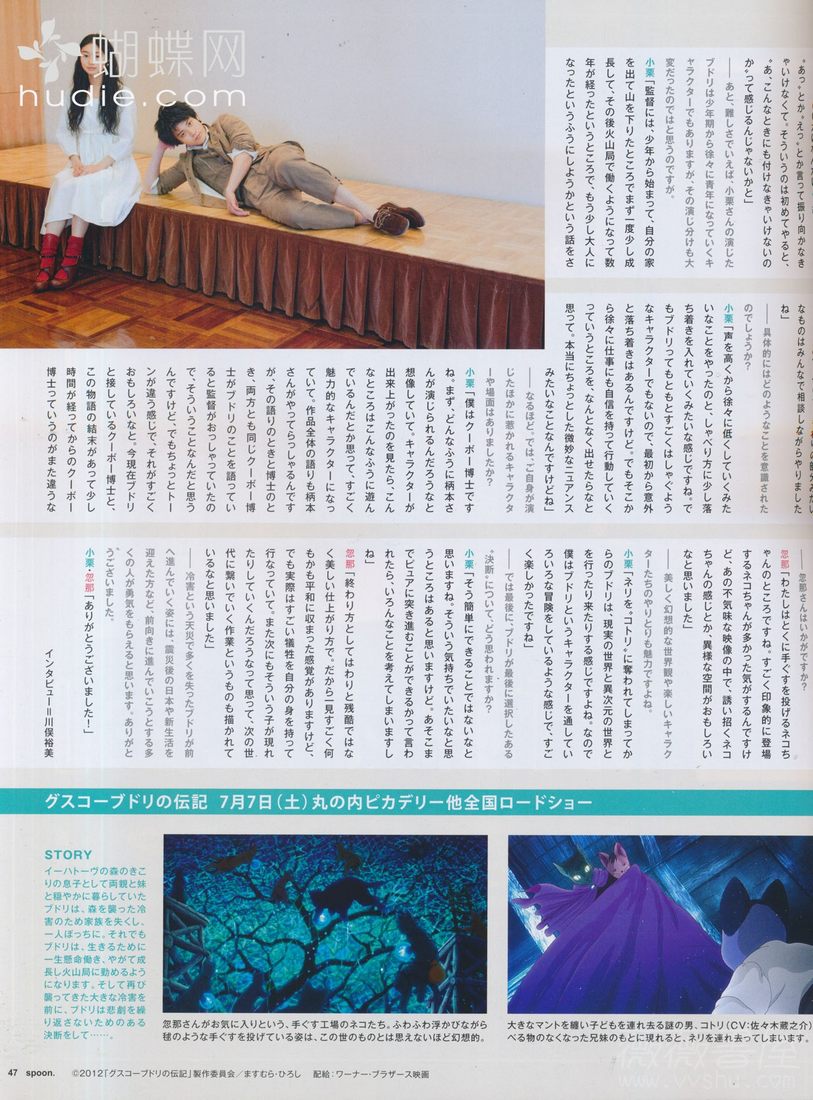 蝴蝶网
hudie.com
“あっ”とか“えっ”とか言って振り向かなき
ゃいけなくて。そういうのは初めてやると、
“あ、こんなときにも付けなきゃいけないの
か”って感じるんじゃないかと」
――あと、難しさでいえば、小栗さんの演じた
ブドリは少年期から徐々に青年になっていくキ
ャラクターでもありますが、その演じ分けも大
変だったのではと思うのですが。
小栗「監督には、少年から始まって、自分の家
を出て山を下りたところでまず一度少し成
長して、その後火山局で働くようになって数
年が経ったというところで、もう少し大人に
なったというふうにしようかという話をさ
なものはみんなで相談しながらやりました
ね」
――具体的にはどのようなことを意識された
のでしょうか？
小栗「声を高くから徐々に低くしていくみた
いなことをやったのと、しゃべり方に少し落
ち着きを入れていくみたいな感じですね。で
もブドリってもともとすごくはしゃぐよう
なキャラクターでもないので、最初から意外
と落ち着きはあるんですけど。でもそこか
ら徐々に仕事にも自信を持って行動していく
っていうところを、なんとなく出せたらなと
思って。本当にちょっとした微妙なニュアンス
みたいなことなんですけどね」
――なるほど。では、ご自身が演
じたほかに惹かれるキャラクタ
ーや場面はありましたか？
小栗「僕はクーボー博士です
ね。まず、どんなふうに柄本さ
んが演じられるんだろうなと
想像していて。キャラクターが
出来上がったのを見たら、こん
なところはこんなふうに遊ん
でいるんだとか思って、すごく
魅力的なキャラクターになっ
ていて。作品全体の語りも柄本
さんがやってらっしゃるんです
が、その語りのときと博士のと
き、両方とも同じクーボー博
士がブドリのことを語ってい
ると監督がおっしゃっていたの
で、そういうことなんだと思う
んですけど、でもちょっとトー
ンが違う感じで、それがすごく
おもしろいなと。今現在ブドリ
と接しているクーボー博士と、
この物語の結末があって少し
時間が経ってからのクーボー
博士っていうのがまた違うな
――忽那さんはいかがですか？
忽那「わたしはとくに手ぐすを投げるネコち
ゃんのところですね。すごく印象的に登場
するネコちゃんが多かった気がするんですけ
ど、あの不気味な映像の中で、誘い招くネコ
ちゃんの感じとか、異様な空間がおもしろい
なと思いました」
――美しく幻想的な世界観や楽しいキャラク
ターたちのやりとりも魅力ですよね。
小栗「ネリを“コトリ”に奪われてしまってか
らのブドリは、現実の世界と異次元の世界と
を行ったり来たりする感じですよね。なので
僕はブドリというキャラクターを通してい
ろいろな冒険をしているような感じで、すご
く楽しかったですね」
――では最後に、ブドリが最後に選択したある
“決断”について、どう思われますか？
小栗「そう簡単にできることではないなと
思いますね。そういう気持ちでいたいなと思
うところはあると思いますけど。あそこま
でピュアに突き進むことができるかって言わ
れたら、いろんなことを考えてしまいますし
ね」
忽那「終わり方としてはわりと残酷ではな
く美しい仕上がり方で。だから一見すごく何
もかも平和に収まった感覚がありますけど、
でも実際はすごい犠牲を自分の身を持って
行なっていて。また次にもそういう子が現れ
たりしていくんだろうなって思って、次の世
代に繋いでいく作業というものも描かれて
いるなと思いました」
――冷害という天災で多くを失ったブドリが前
へ進んでいく姿には、震災後の日本や新生活を
迎えた方など、前向きに進んでいこうとする多
くの人が勇気をもらえると思います。ありがと
うございました。
小栗・忽那「ありがとうございました！」
インタビュー＝川俣裕美
グスコーブドリの伝記 7月7日（土）丸の内ピカデリー他全国ロードショー
STORY
イーハトーヴの森のきこ
りの息子として両親と妹
と穏やかに暮らしていた
ブドリは、森を襲った冷
害のため家族を失くし、
一人ぼっちに。それでも
ブドリは、生きるために
一生懸命働き、やがて成
長し火山局に勤めるよう
になります。そして再び
襲ってきた大きな冷害を
前に、ブドリは悲劇を繰
り返さないためのある
決断をして……。
忽那さんがお気に入りという、手ぐす工場のネコたち。ふわふわ浮かびながら
毬のような手ぐすを投げている姿は、この世のものとは思えないほど幻想的。
大きなマントを纏い子どもを連れ去る謎の男、コトリ（CV:佐々木蔵之介）
べる物のなくなった兄妹のもとに現れると、ネリを連れ去ってしまいます。
47 spoon. ©2012「グスコーブドリの伝記」製作委員会／ますむら・ひろし 配給：ワーナー・ブラザース映画